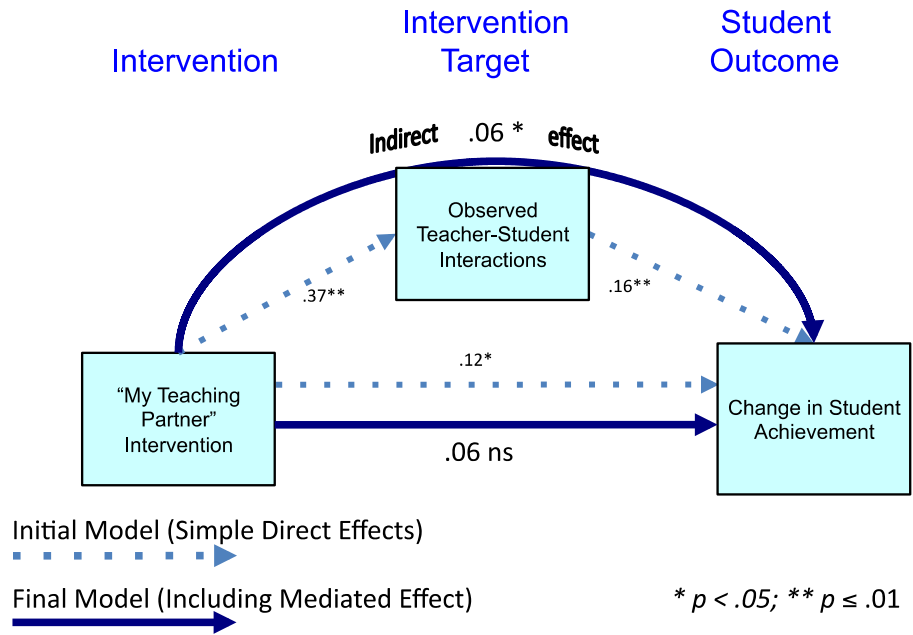 Intervention
Intervention
Target
Student
Outcome
Indirect .06 * effect
Observed
Teacher-Student
Interactions
.37**
.16**
.12*
“My Teaching
Partner”
Intervention
Change in Student
Achievement
.06 ns
Initial Model (Simple Direct Effects)
Final Model (Including Mediated Effect)
* p < .05; ** p ≤ .01